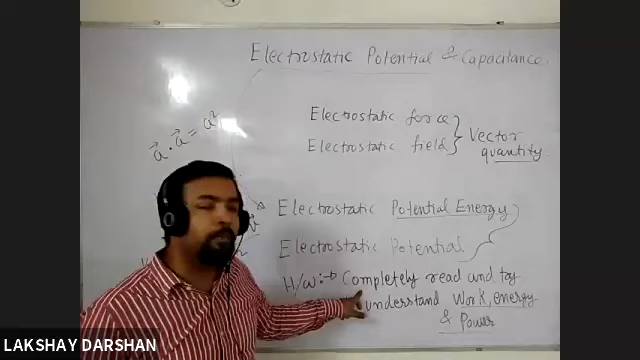 Electrostatic Potential & Capacitance.
Electrostatic force
Electrostatic field
Vector
quantity
a⃗ . a⃗ = a²
Electrostatic Potential Energy
Electrostatic Potential
H/W :-→ Completely read and try
understand Work, energy
& Power
LAKSHAY DARSHAN